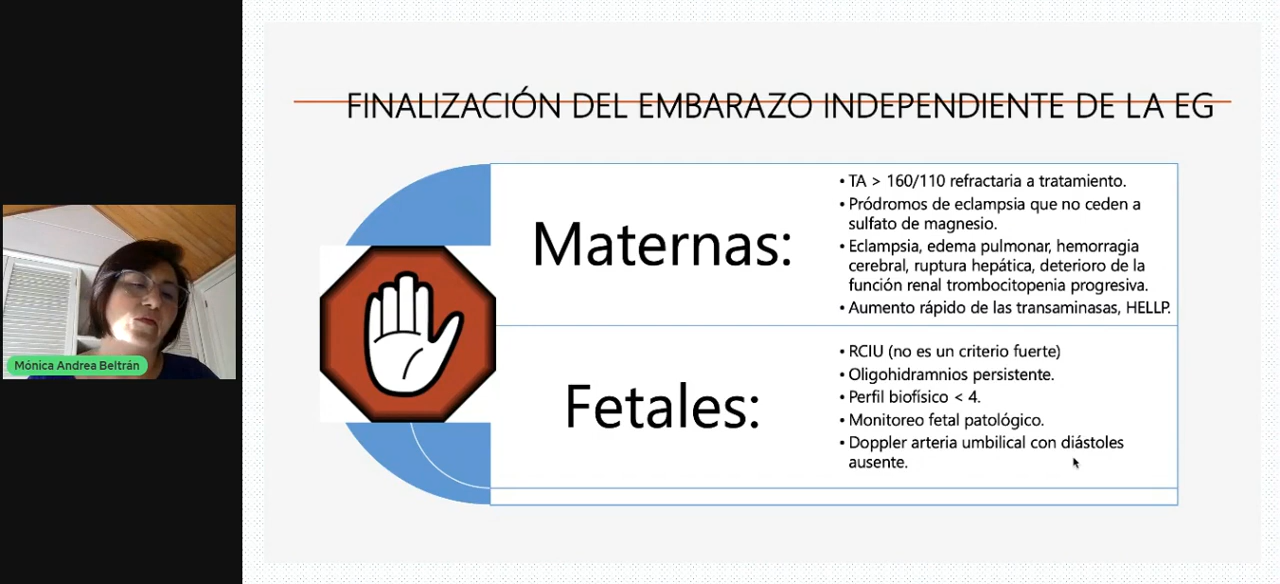 FINALIZACIÓN DEL EMBARAZO INDEPENDIENTE DE LA EG
Maternas:
• TA > 160/110 refractaria a tratamiento.
• Pródromos de eclampsia que no ceden a
sulfato de magnesio.
• Eclampsia, edema pulmonar, hemorragia
cerebral, ruptura hepática, deterioro de la
función renal trombocitopenia progresiva.
• Aumento rápido de las transaminasas, HELLP.
Fetales:
• RCIU (no es un criterio fuerte)
• Oligohidramnios persistente.
• Perfil biofísico < 4.
• Monitoreo fetal patológico.
• Doppler arteria umbilical con diástoles
ausente.
Mónica Andrea Beltrán